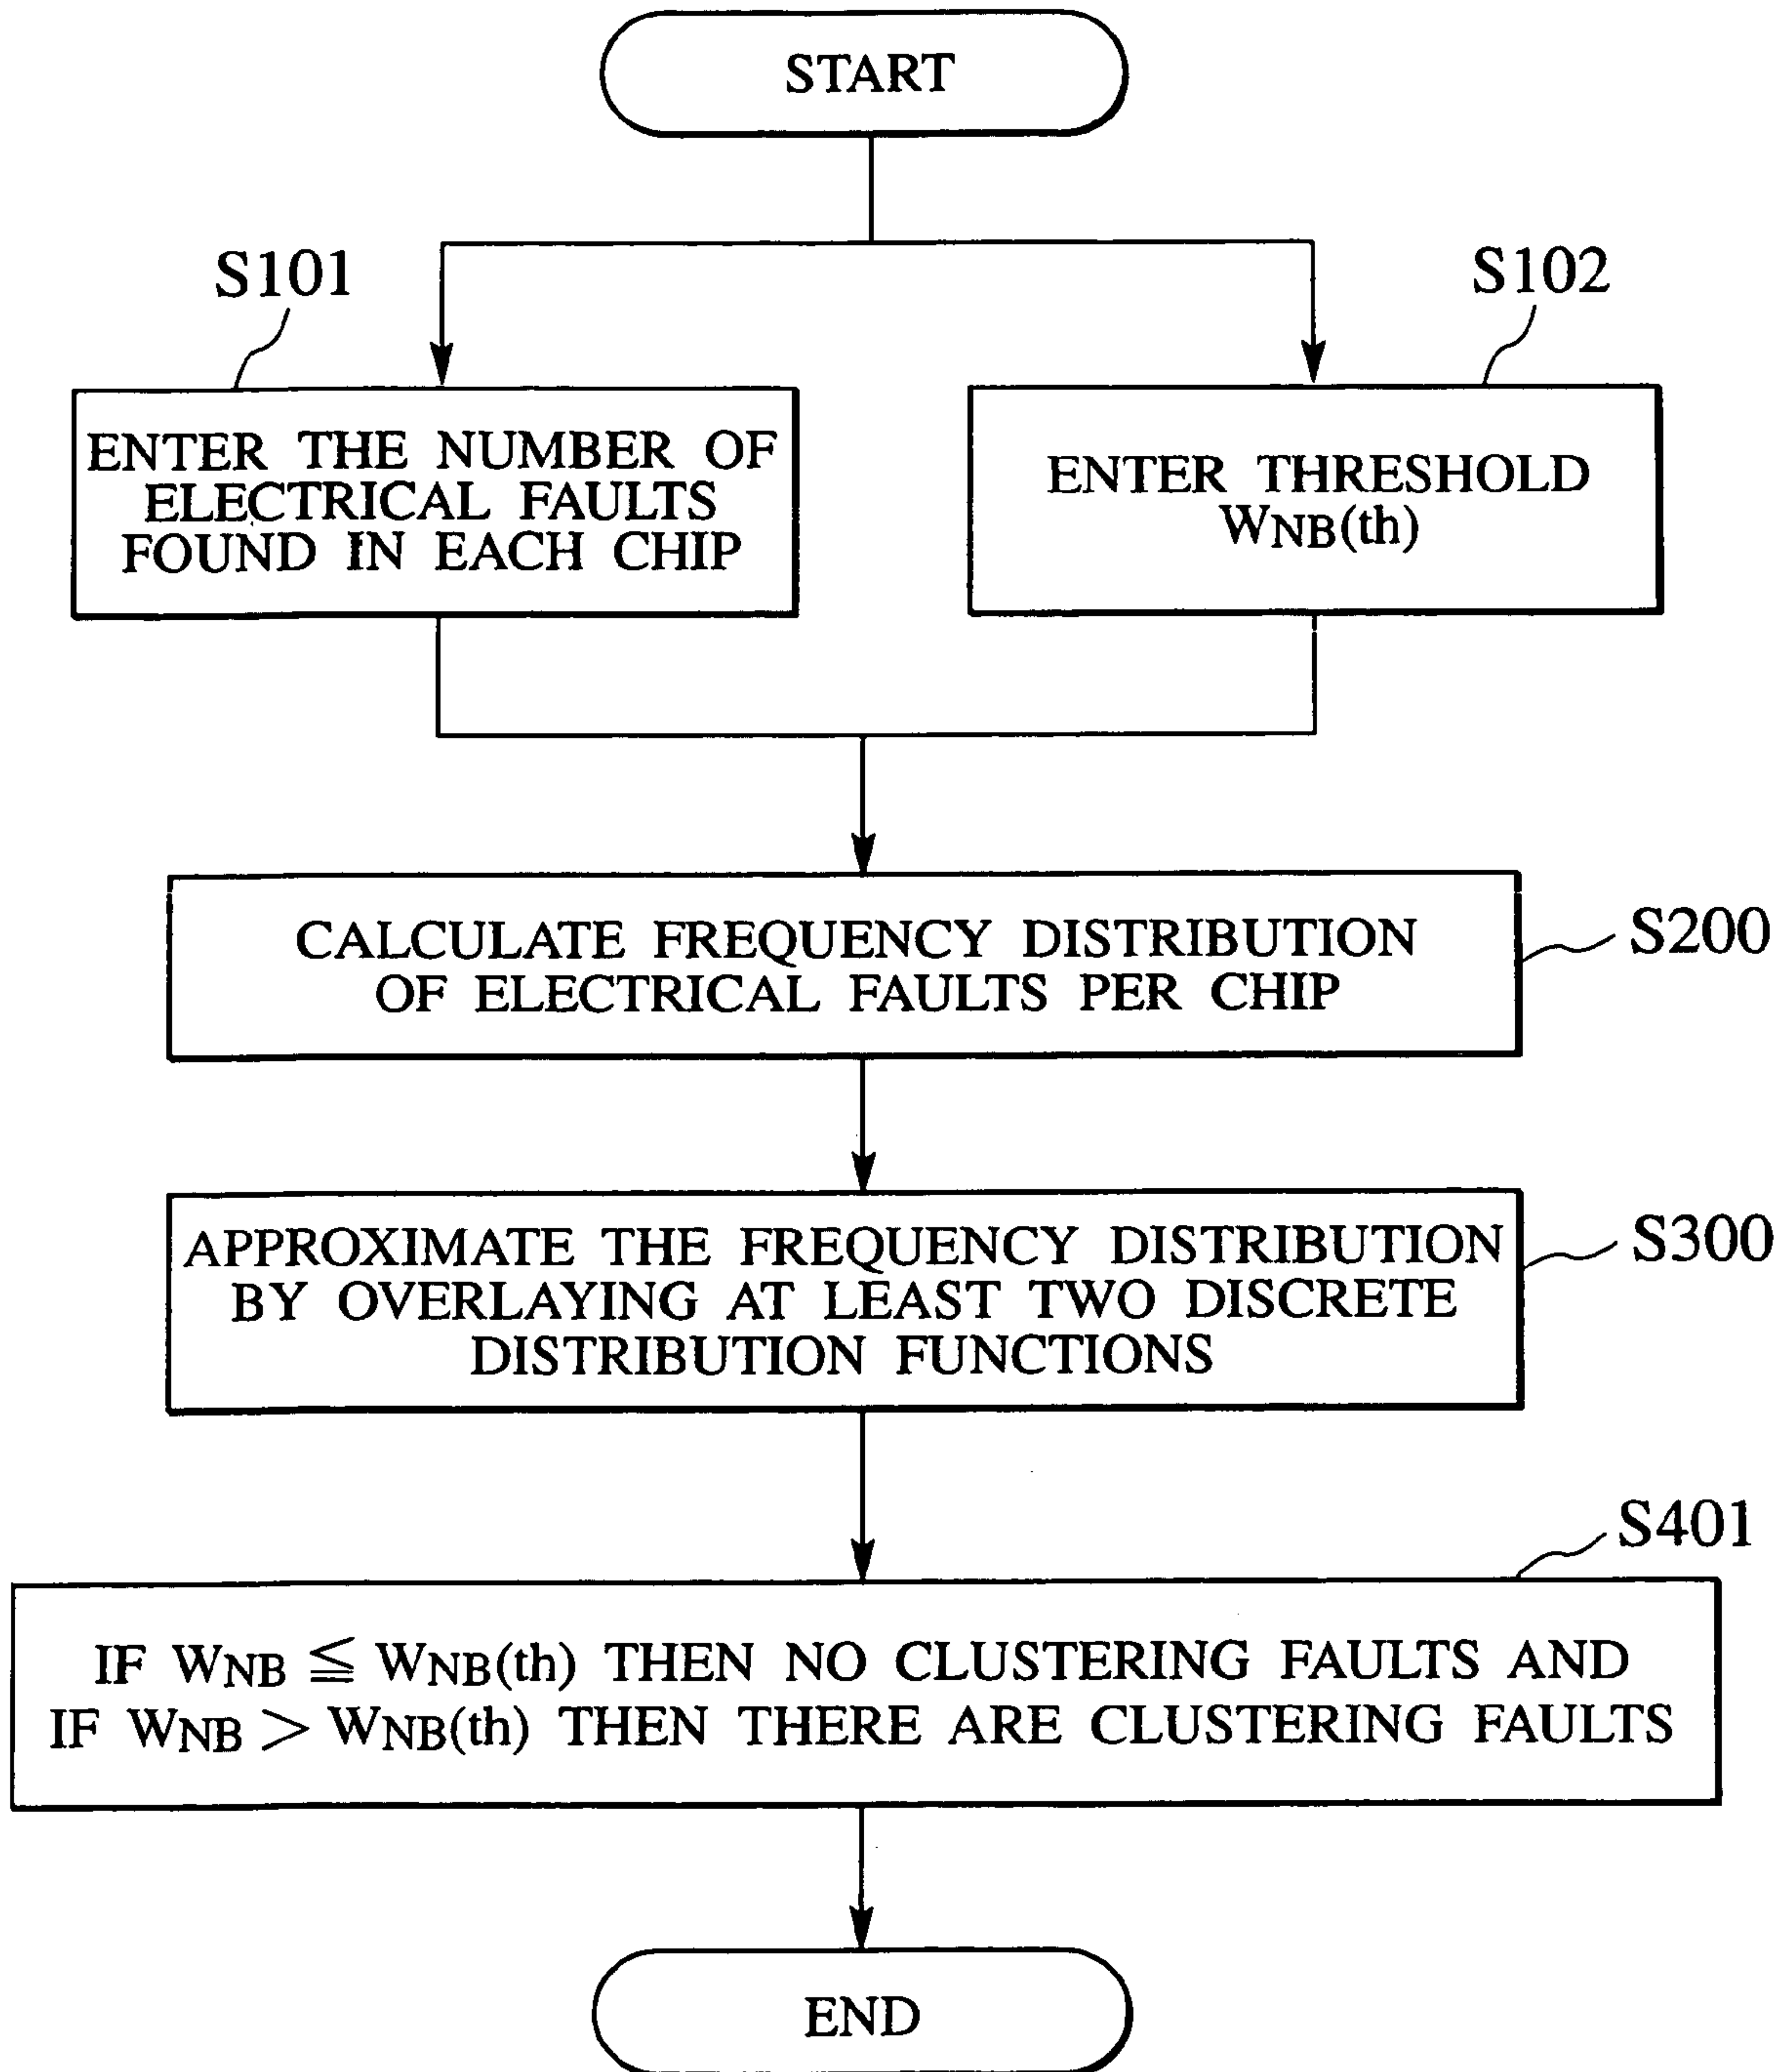 START
S101
S102
ENTER THE NUMBER OF
ELECTRICAL FAULTS
FOUND IN EACH CHIP
ENTER THRESHOLD
WNB(th)
CALCULATE FREQUENCY DISTRIBUTION
OF ELECTRICAL FAULTS PER CHIP
S200
APPROXIMATE THE FREQUENCY DISTRIBUTION
BY OVERLAYING AT LEAST TWO DISCRETE
DISTRIBUTION FUNCTIONS
S300
S401
IF WNB ≦ WNB(th) THEN NO CLUSTERING FAULTS AND
IF WNB > WNB(th) THEN THERE ARE CLUSTERING FAULTS
END